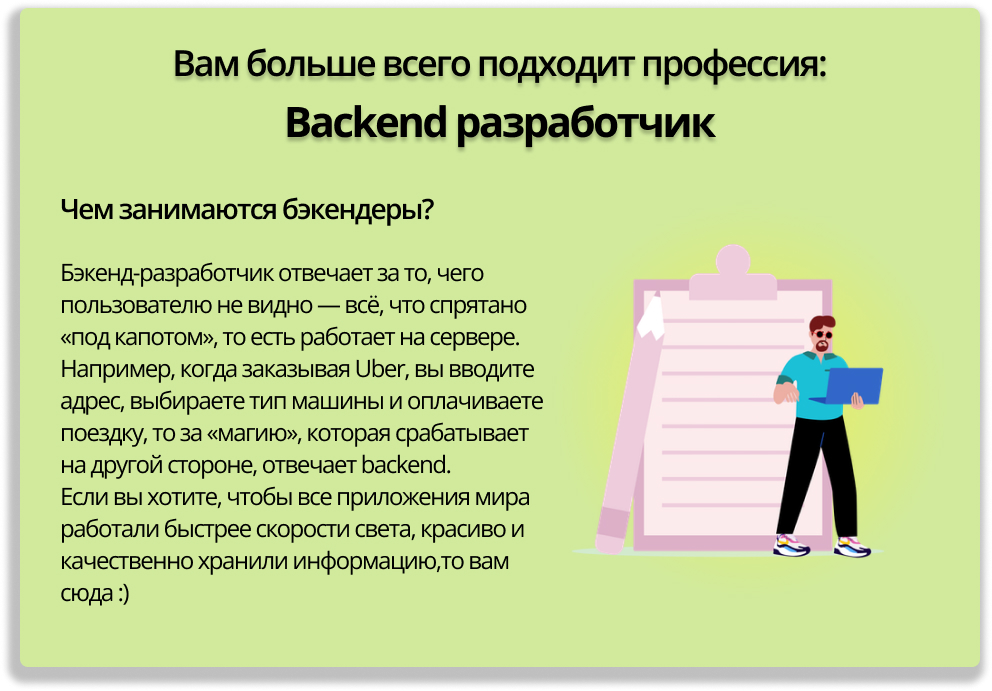 Вам больше всего подходит профессия:
Backend разработчик
Чем занимаются бэкендеры?
Бэкенд-разработчик отвечает за то, чего
пользователю не видно — всё, что спрятано
«под капотом», то есть работает на сервере.
Например, когда заказывая Uber, вы вводите
адрес, выбираете тип машины и оплачиваете
поездку, то за «магию», которая срабатывает
на другой стороне, отвечает backend.
Если вы хотите, чтобы все приложения мира
работали быстрее скорости света, красиво и
качественно хранили информацию,то вам
сюда :)